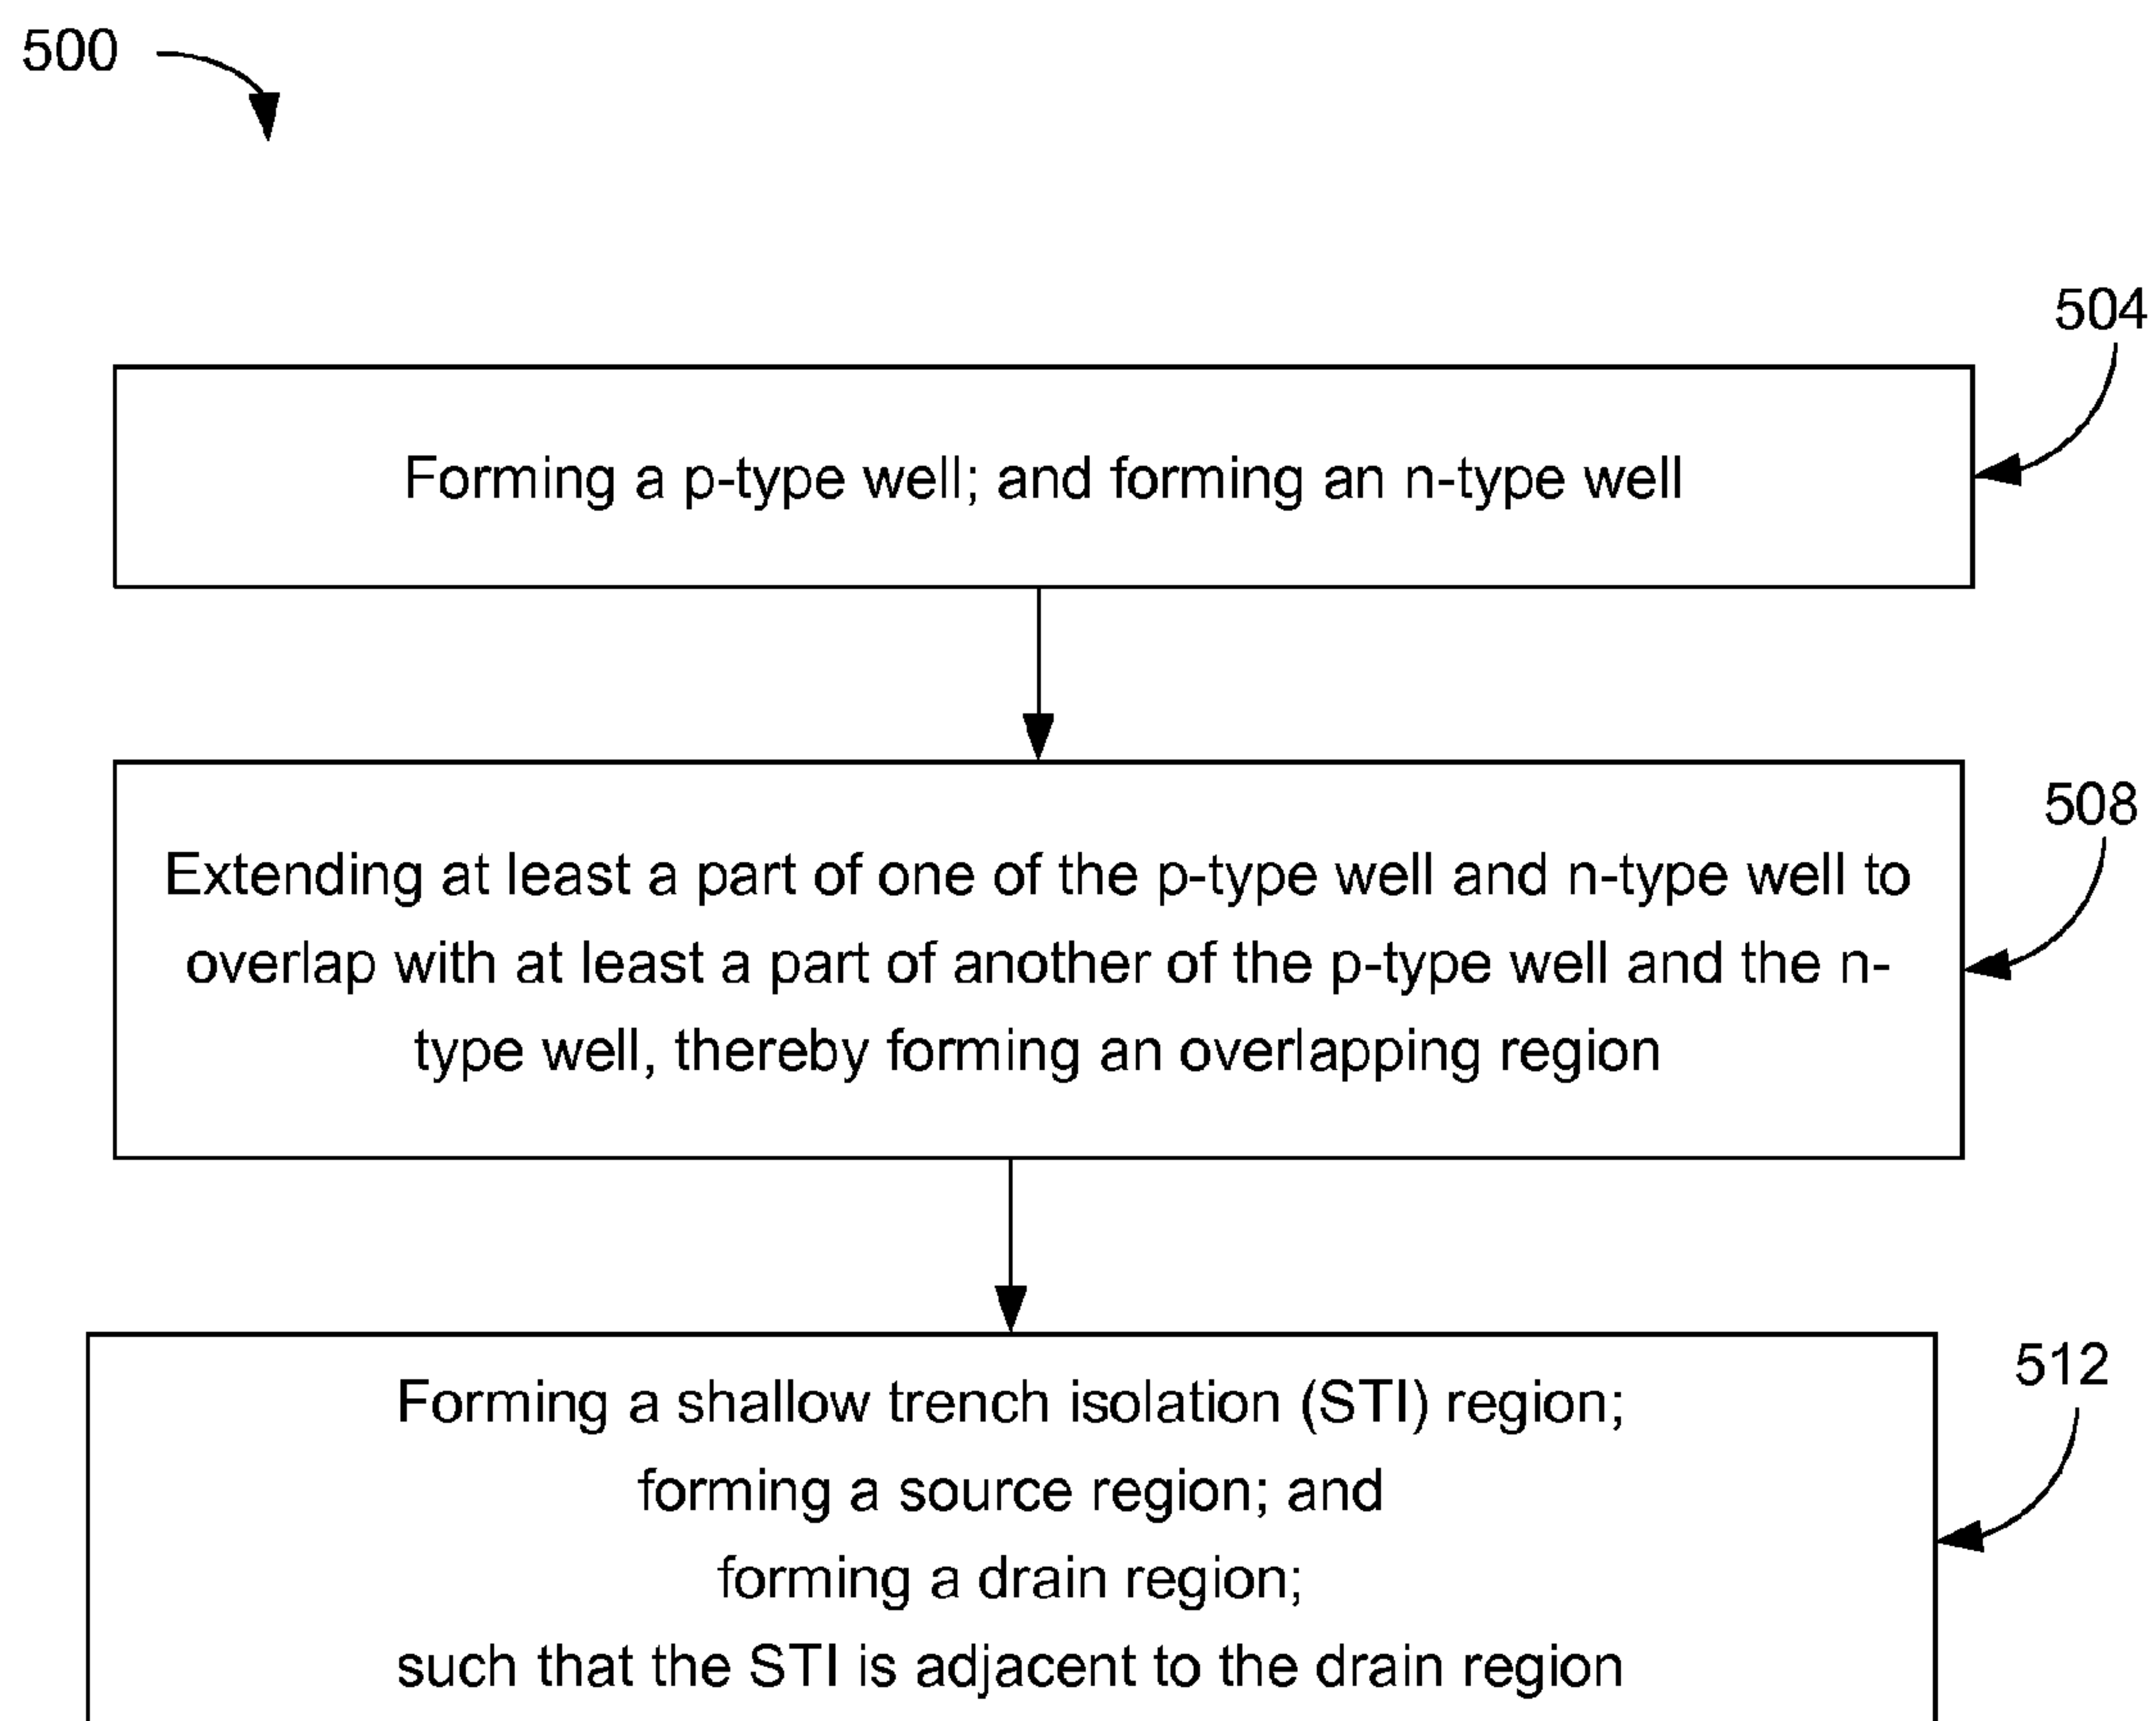 500
504
Forming a p-type well; and forming an n-type well
508
Extending at least a part of one of the p-type well and n-type well to
overlap with at least a part of another of the p-type well and the n-
type well, thereby forming an overlapping region
512
Forming a shallow trench isolation (STI) region;
forming a source region; and
forming a drain region;
such that the STI is adjacent to the drain region